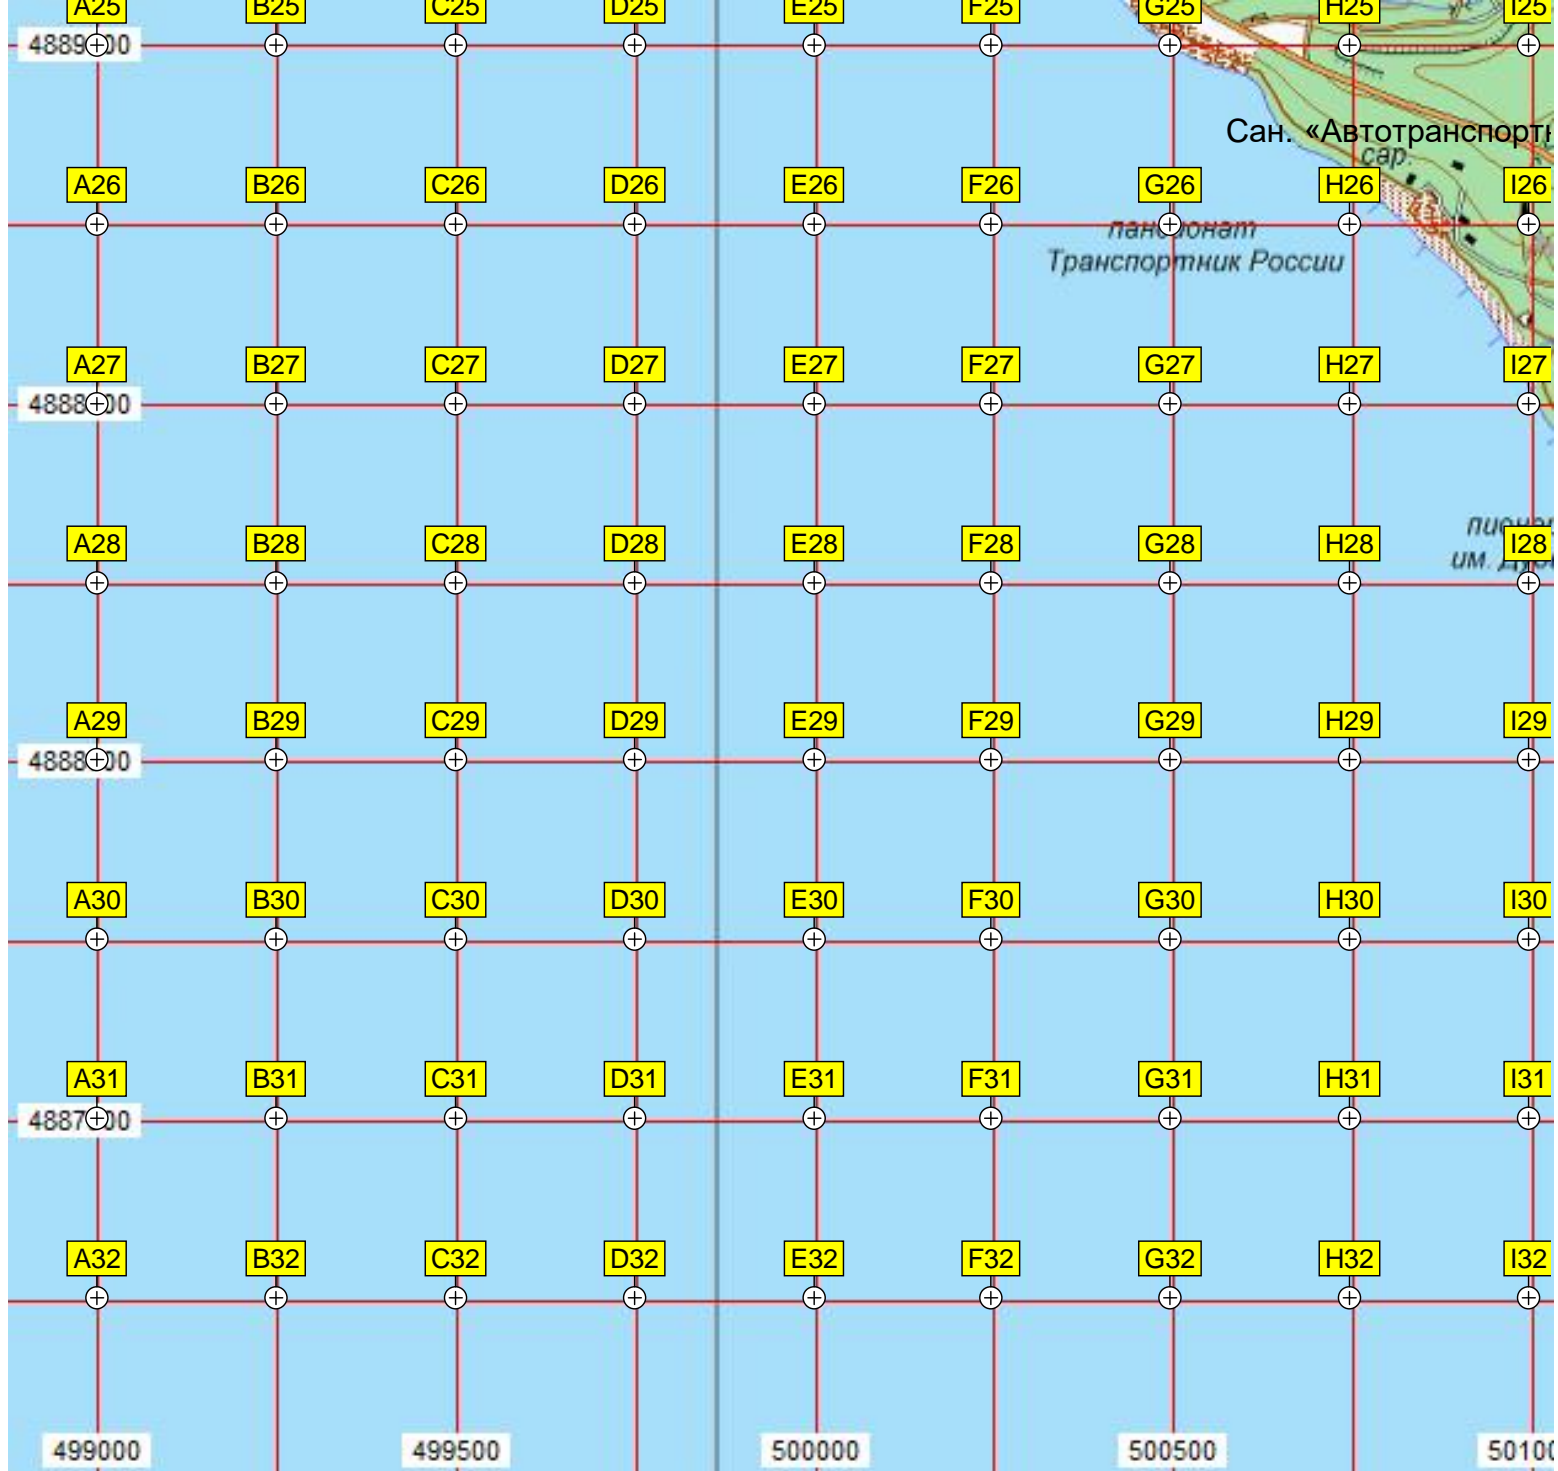 A25 B25 C25 D25 E25 F25 G25 H25 I25
Сан. «Автотранспортн
сар.
A26 B26 C26 D26 E26 F26 G26 H26 I26
пансионат
Транспортник России
A27 B27 C27 D27 E27 F27 G27 H27 I27
A28 B28 C28 D28 E28 F28 G28 H28 I28
им.
A29 B29 C29 D29 E29 F29 G29 H29 I29
A30 B30 C30 D30 E30 F30 G30 H30 I30
A31 B31 C31 D31 E31 F31 G31 H31 I31
A32 B32 C32 D32 E32 F32 G32 H32 I32
499000 499500 500000 500500